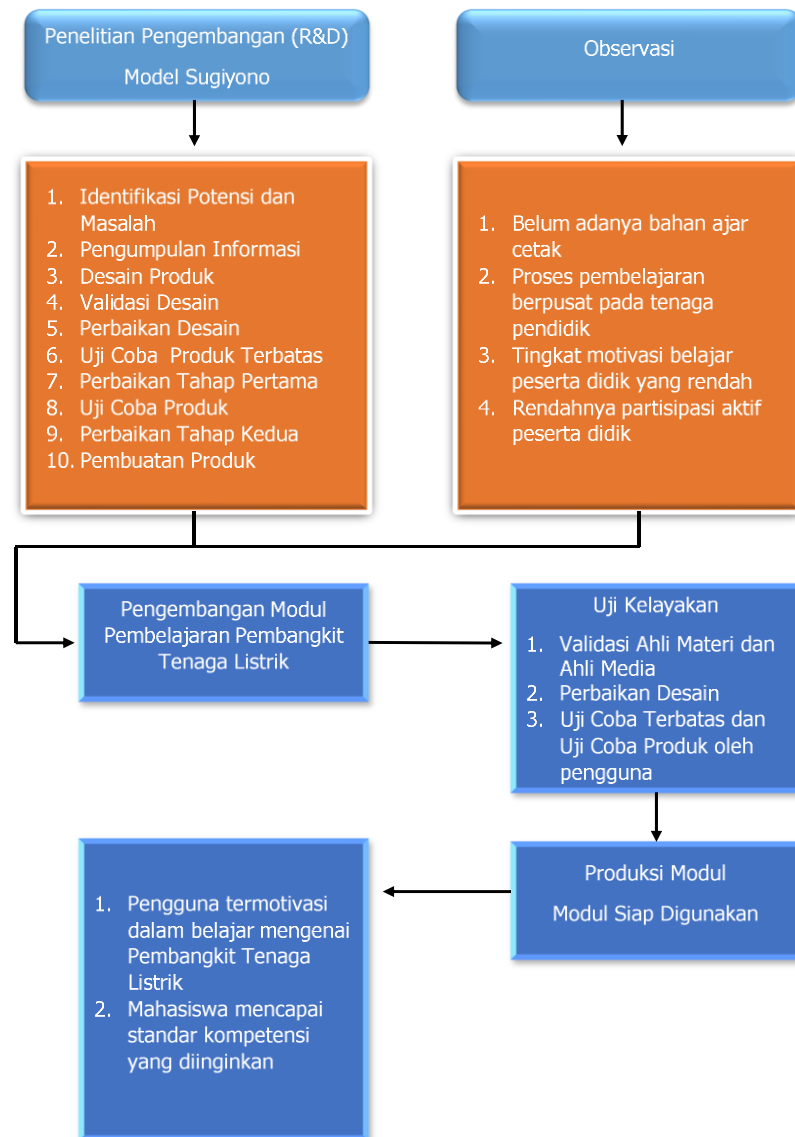 Penelitian Pengembangan (R&D)
Model Sugiyono
Observasi
1. Identifikasi Potensi dan
Masalah
2. Pengumpulan Informasi
3. Desain Produk
4. Validasi Desain
5. Perbaikan Desain
6. Uji Coba Produk Terbatas
7. Perbaikan Tahap Pertama
8. Uji Coba Produk
9. Perbaikan Tahap Kedua
10. Pembuatan Produk
1. Belum adanya bahan ajar
cetak
2. Proses pembelajaran
berpusat pada tenaga
pendidik
3. Tingkat motivasi belajar
peserta didik yang rendah
4. Rendahnya partisipasi aktif
peserta didik
Pengembangan Modul
Pembelajaran Pembangkit
Tenaga Listrik
Uji Kelayakan
1. Validasi Ahli Materi dan
Ahli Media
2. Perbaikan Desain
3. Uji Coba Terbatas dan
Uji Coba Produk oleh
pengguna
Produksi Modul
Modul Siap Digunakan
1. Pengguna termotivasi
dalam belajar mengenai
Pembangkit Tenaga
Listrik
2. Mahasiswa mencapai
standar kompetensi
yang diinginkan